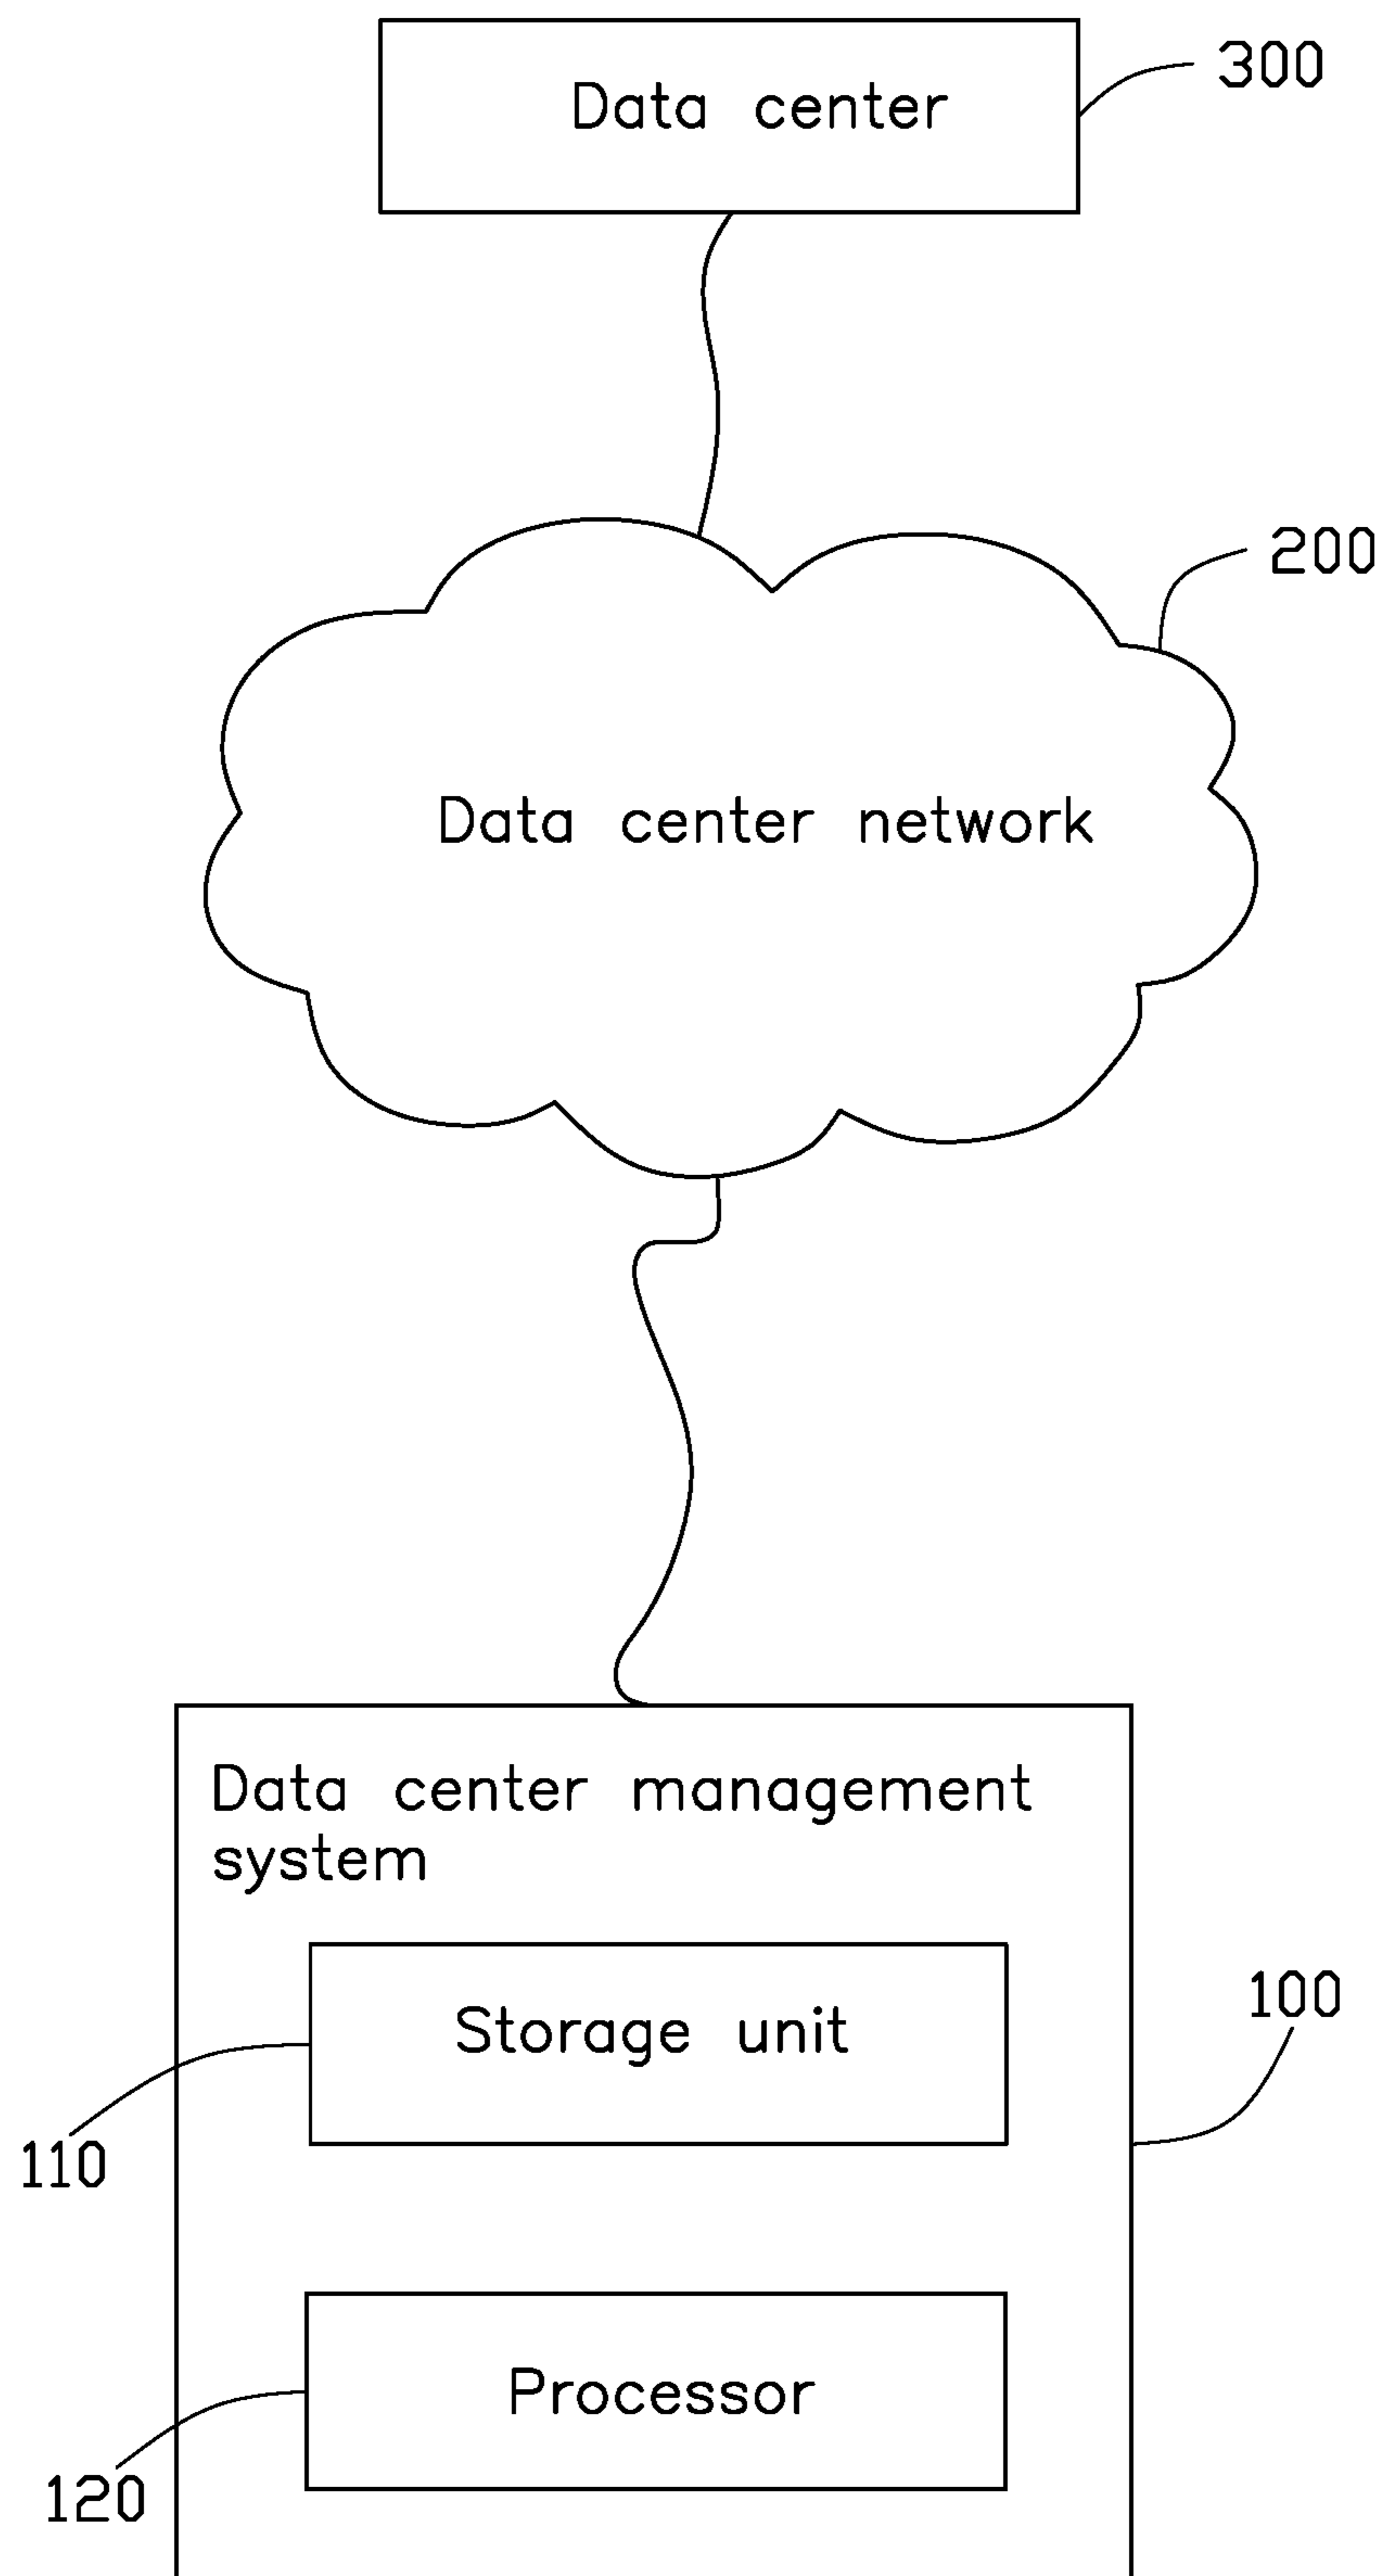 Data center
300
200
Data center network
Data center management
system
Storage unit
100
110
Processor
120